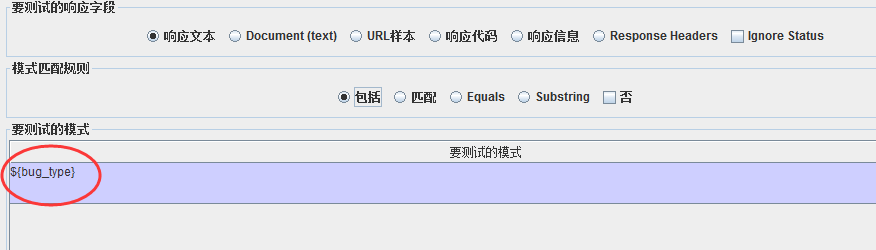 要测试的响应字段
响应文本 Document (text) URL样本 响应代码 响应信息 Response Headers Ignore Status
模式匹配规则
包括 匹配 Equals Substring 否
要测试的模式
要测试的模式
${bug_type}